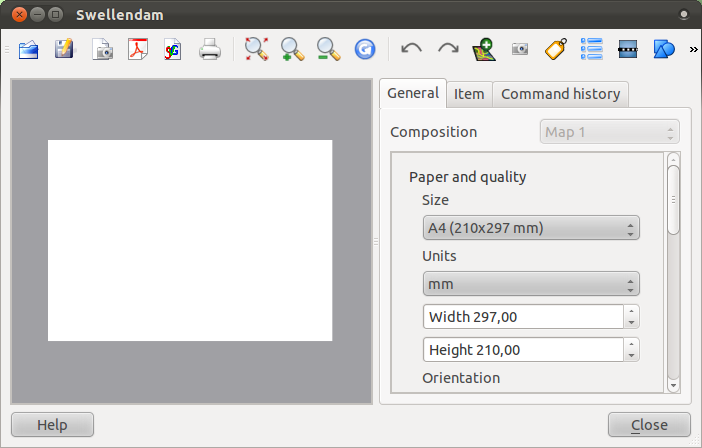 Swellendam
General Item Command history
Composition Map 1
Paper and quality
Size
A4 (210x297 mm)
Units
mm
Width 297,00
Height 210,00
Orientation
Help Close